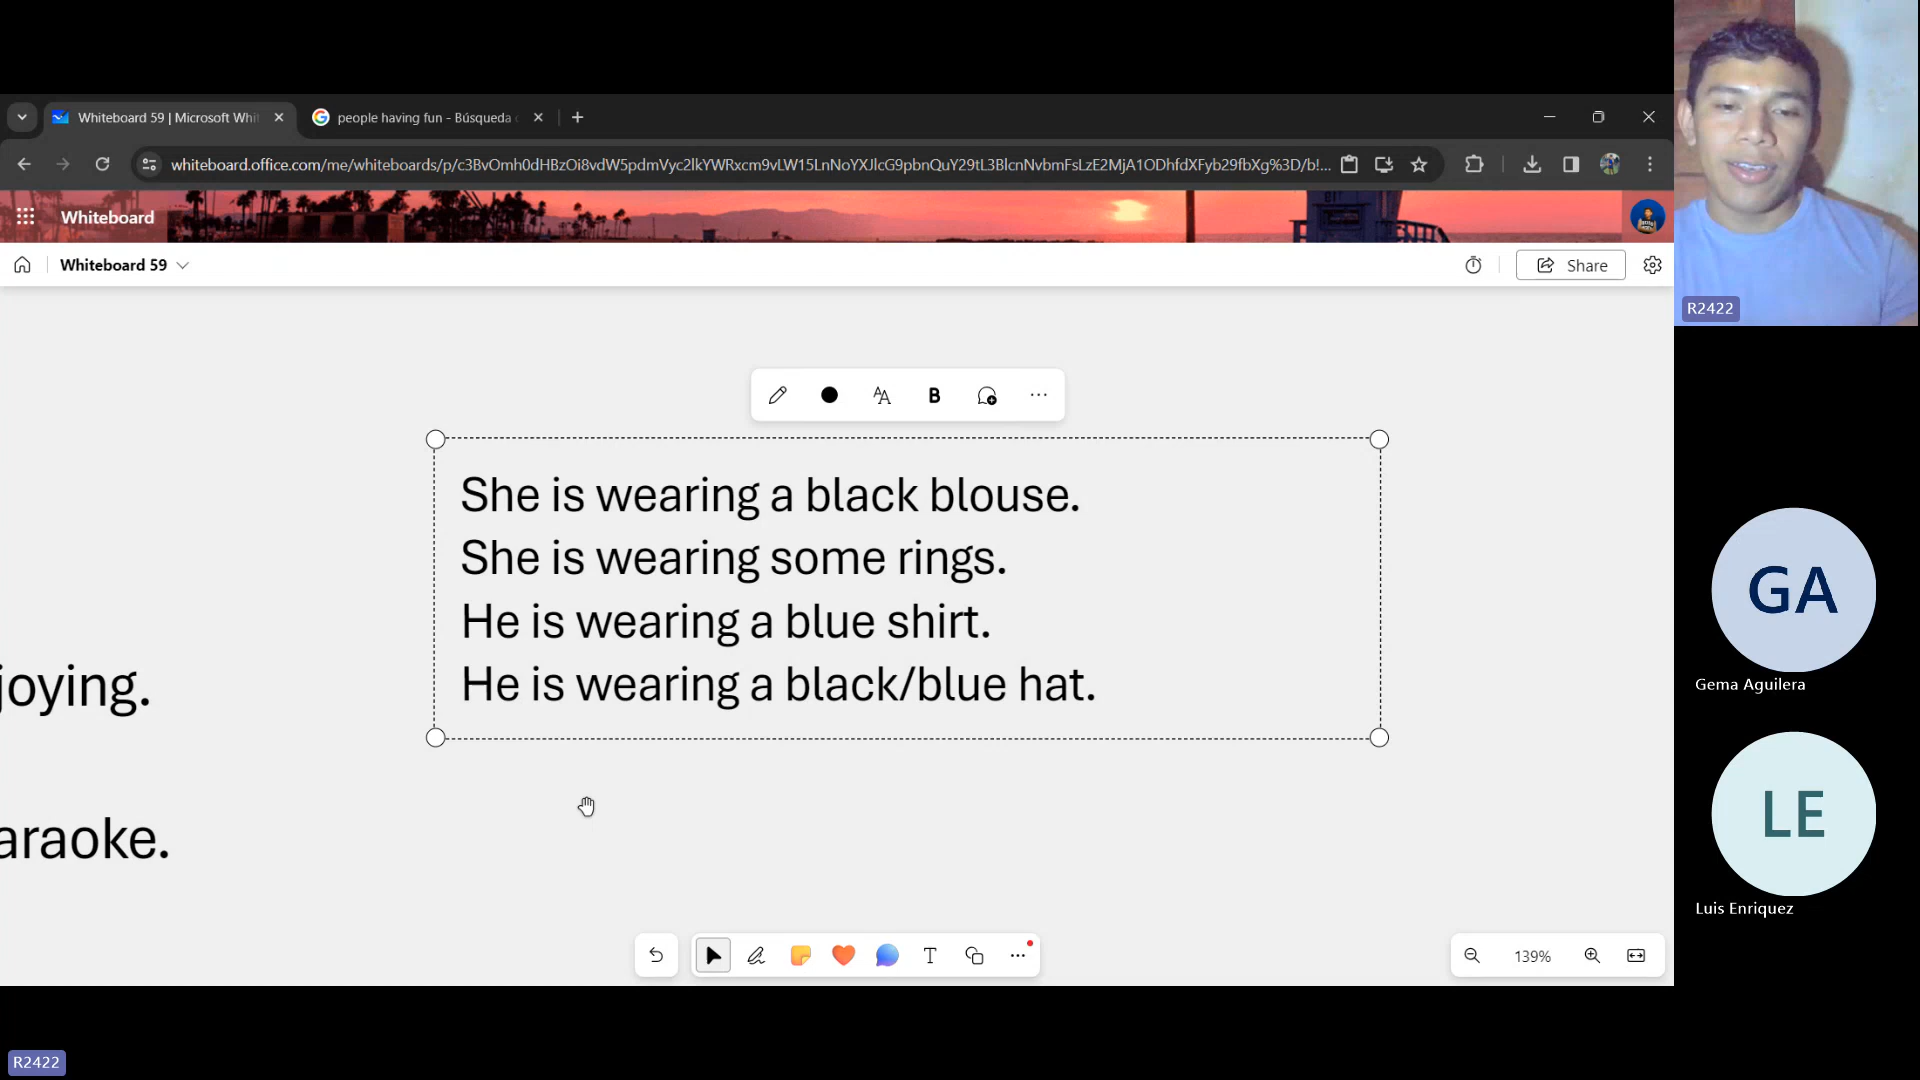 Whiteboard 59 | Microsoft Whi
people having fun - Búsqueda
whiteboard.office.com/me/whiteboards/p/c3BvOmh0dHBzOi8vdW5pdmVyc2lkYWRxcm9vLW15LnNoYXJlcG9pbnQuY29tL3BlcnNvbmFsLzE2MjA1ODhfdXFyb29fbXg%3D/b!...
Whiteboard
Whiteboard 59
Share
She is wearing a black blouse.
She is wearing some rings.
He is wearing a blue shirt.
He is wearing a black/blue hat.
joying.
araoke.
B
T
139%
R2422
GA
Gema Aguilera
LE
Luis Enriquez
R2422